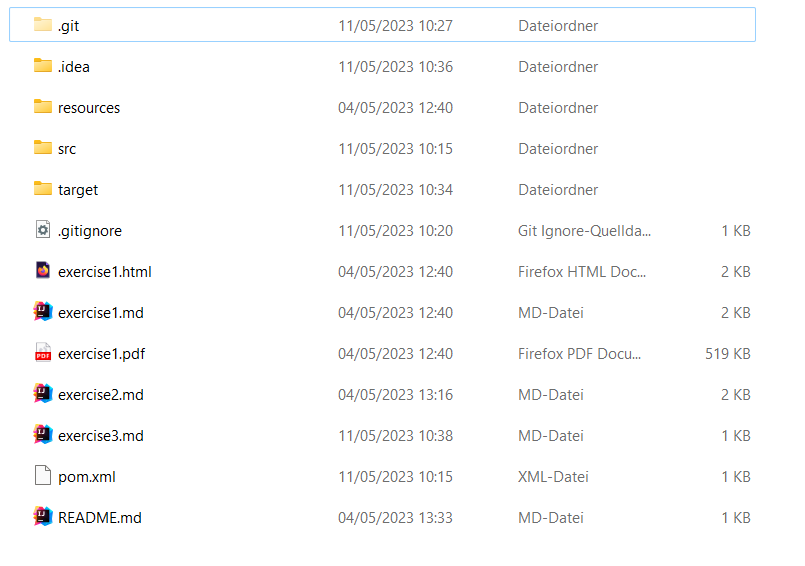 .git 11/05/2023 10:27 Dateiordner
.idea 11/05/2023 10:36 Dateiordner
resources 04/05/2023 12:40 Dateiordner
src 11/05/2023 10:15 Dateiordner
target 11/05/2023 10:34 Dateiordner
.gitignore 11/05/2023 10:20 Git Ignore-Quellda... 1 KB
exercise1.html 04/05/2023 12:40 Firefox HTML Doc... 2 KB
exercise1.md 04/05/2023 12:40 MD-Datei 2 KB
PDF exercise1.pdf 04/05/2023 12:40 Firefox PDF Docu... 519 KB
exercise2.md 04/05/2023 13:16 MD-Datei 2 KB
exercise3.md 11/05/2023 10:38 MD-Datei 1 KB
pom.xml 11/05/2023 10:15 XML-Datei 1 KB
README.md 04/05/2023 13:33 MD-Datei 1 KB